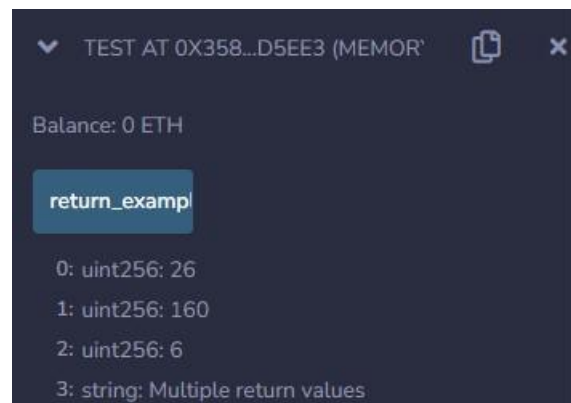 TEST AT 0X358...D5EE3 (MEMOR
Balance: 0 ETH
return_exampl
0: uint256: 26
1: uint256: 160
2: uint256: 6
3: string: Multiple return values